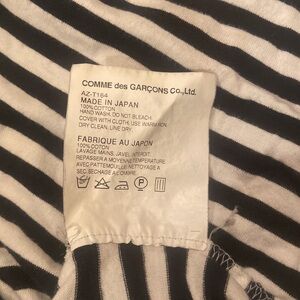 COMME des GARÇONS Co.,Ltd.
AZ-T164
MADE IN JAPAN
100% COTTON
HAND WASH, DO NOT BLEACH.
COVER WITH CLOTH, USE WARM IRON.
DRY CLEAN, LINE DRY.
FABRIQUE AU JAPON
100% COTON
LAVAGE MAINS, JAVEL INTERDIT.
REPASSER A MOYENNE TEMPERATURE
AVEC PATTEMOUILLE, NETTOYAGE A
SEC, SECHAGE A L'OMBRE.
P